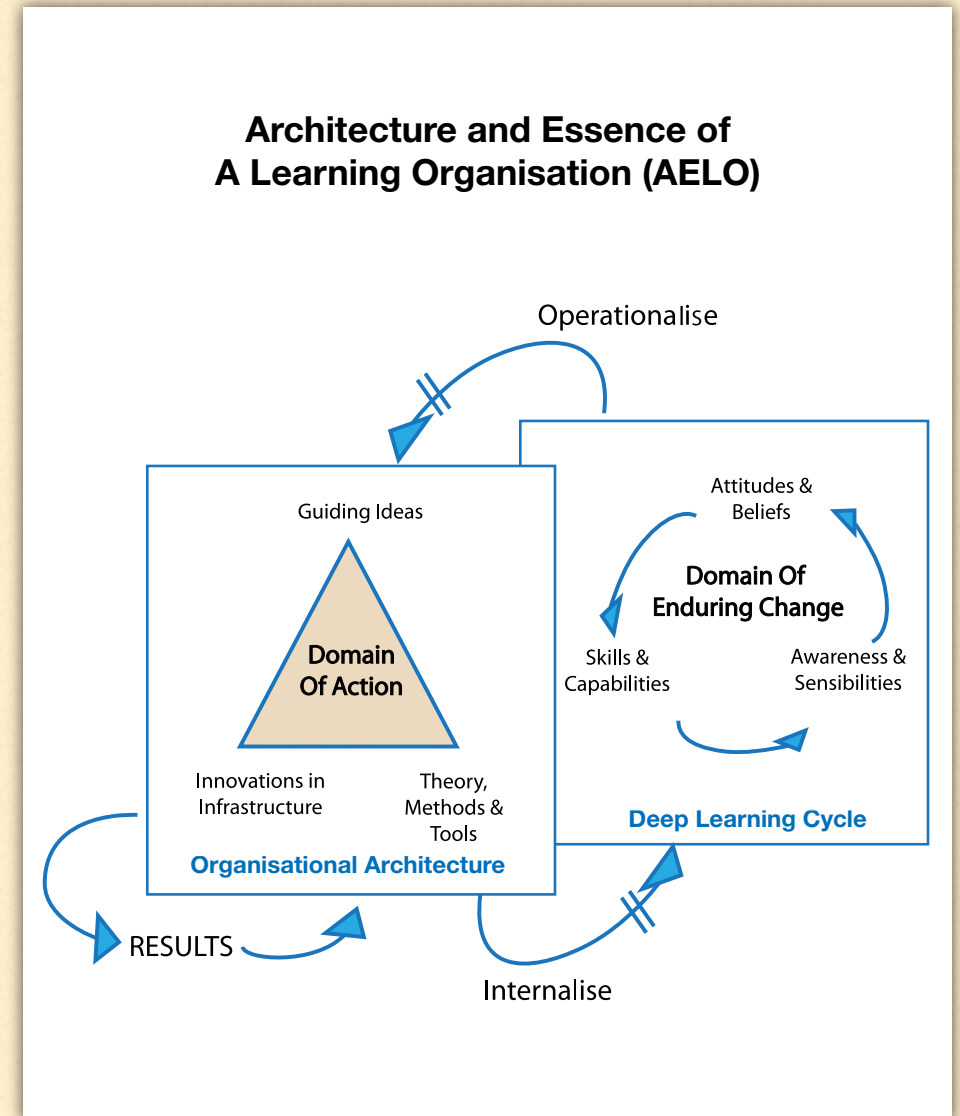 Architecture and Essence of
A Learning Organisation (AELO)
Operationalise
Guiding Ideas
Domain
Of Action
Innovations in
Infrastructure
Theory,
Methods &
Tools
Organisational Architecture
Attitudes &
Beliefs
Domain Of
Enduring Change
Skills &
Capabilities
Awareness &
Sensibilities
Deep Learning Cycle
RESULTS
Internalise